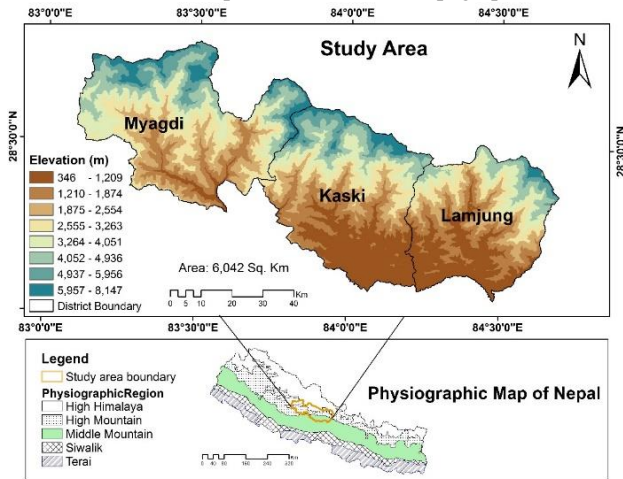 83°0'0"E 83°30'0"E 84°0'0"E 84°30'0"E
Study Area
N
Myagdi
28°30'0"N
28°30'0"N
Elevation (m)
346 - 1,209
1,210 - 1,874
1,875 - 2,554
2,555 - 3,263
3,264 - 4,051
4,052 - 4,936
4,937 - 5,956
5,957 - 8,147
District Boundary
Kaski
Lamjung
Area: 6,042 Sq. Km
0 5 10 20 30 40 Km
83°0'0"E 83°30'0"E 84°0'0"E 84°30'0"E
Legend
Study area boundary
PhysiographicRegion
High Himalaya
High Mountain
Middle Mountain
Siwalik
Terai
Physiographic Map of Nepal